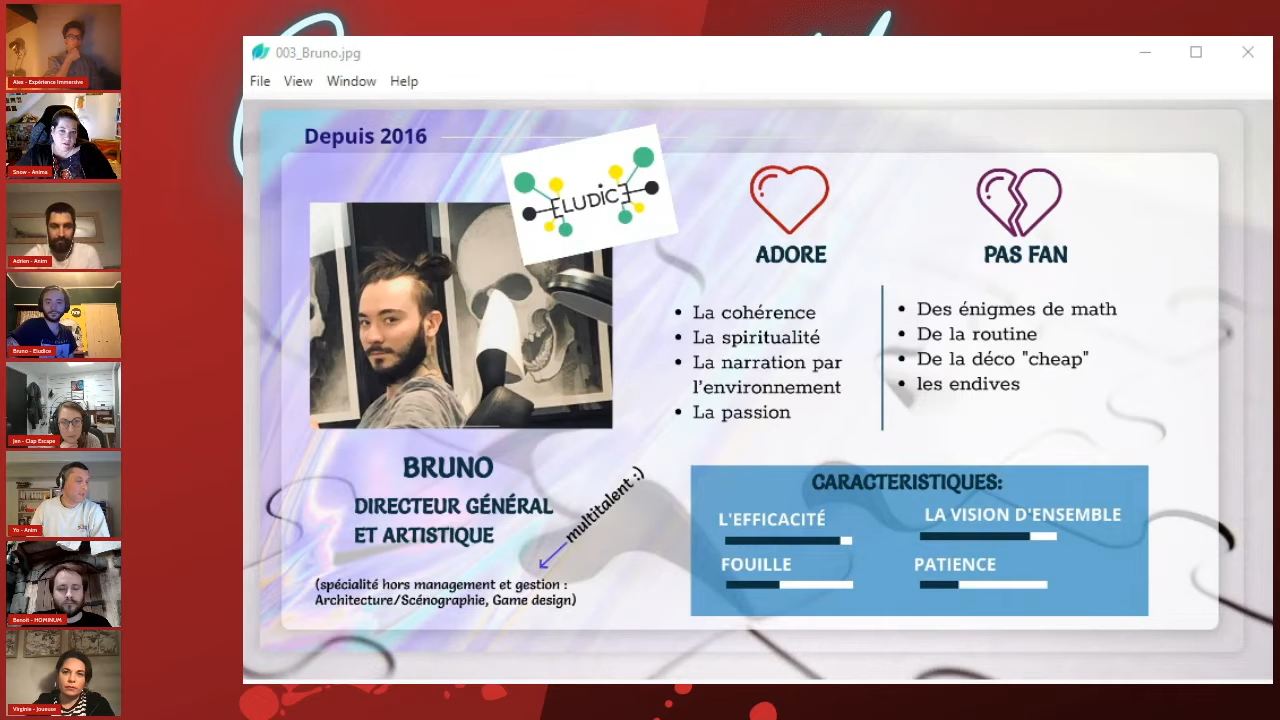 Alex - Expérience Immersive
Snow - Anima
Adrien - Anim
Bruno - Eludice
Jen - Clap Escape
Yo - Anim
Benoit - HOMINUM
Virginie - Joueuse
003_Bruno.jpg
File View Window Help
Depuis 2016
ELUDICE
ADORE
La cohérence
La spiritualité
La narration par
l'environnement
La passion
PAS FAN
Des énigmes de math
De la routine
De la déco "cheap"
les endives
BRUNO
DIRECTEUR GÉNÉRAL
ET ARTISTIQUE
multitalent :)
(spécialité hors management et gestion :
Architecture/Scénographie, Game design)
CARACTERISTIQUES:
L'EFFICACITÉ
LA VISION D'ENSEMBLE
FOUILLE
PATIENCE